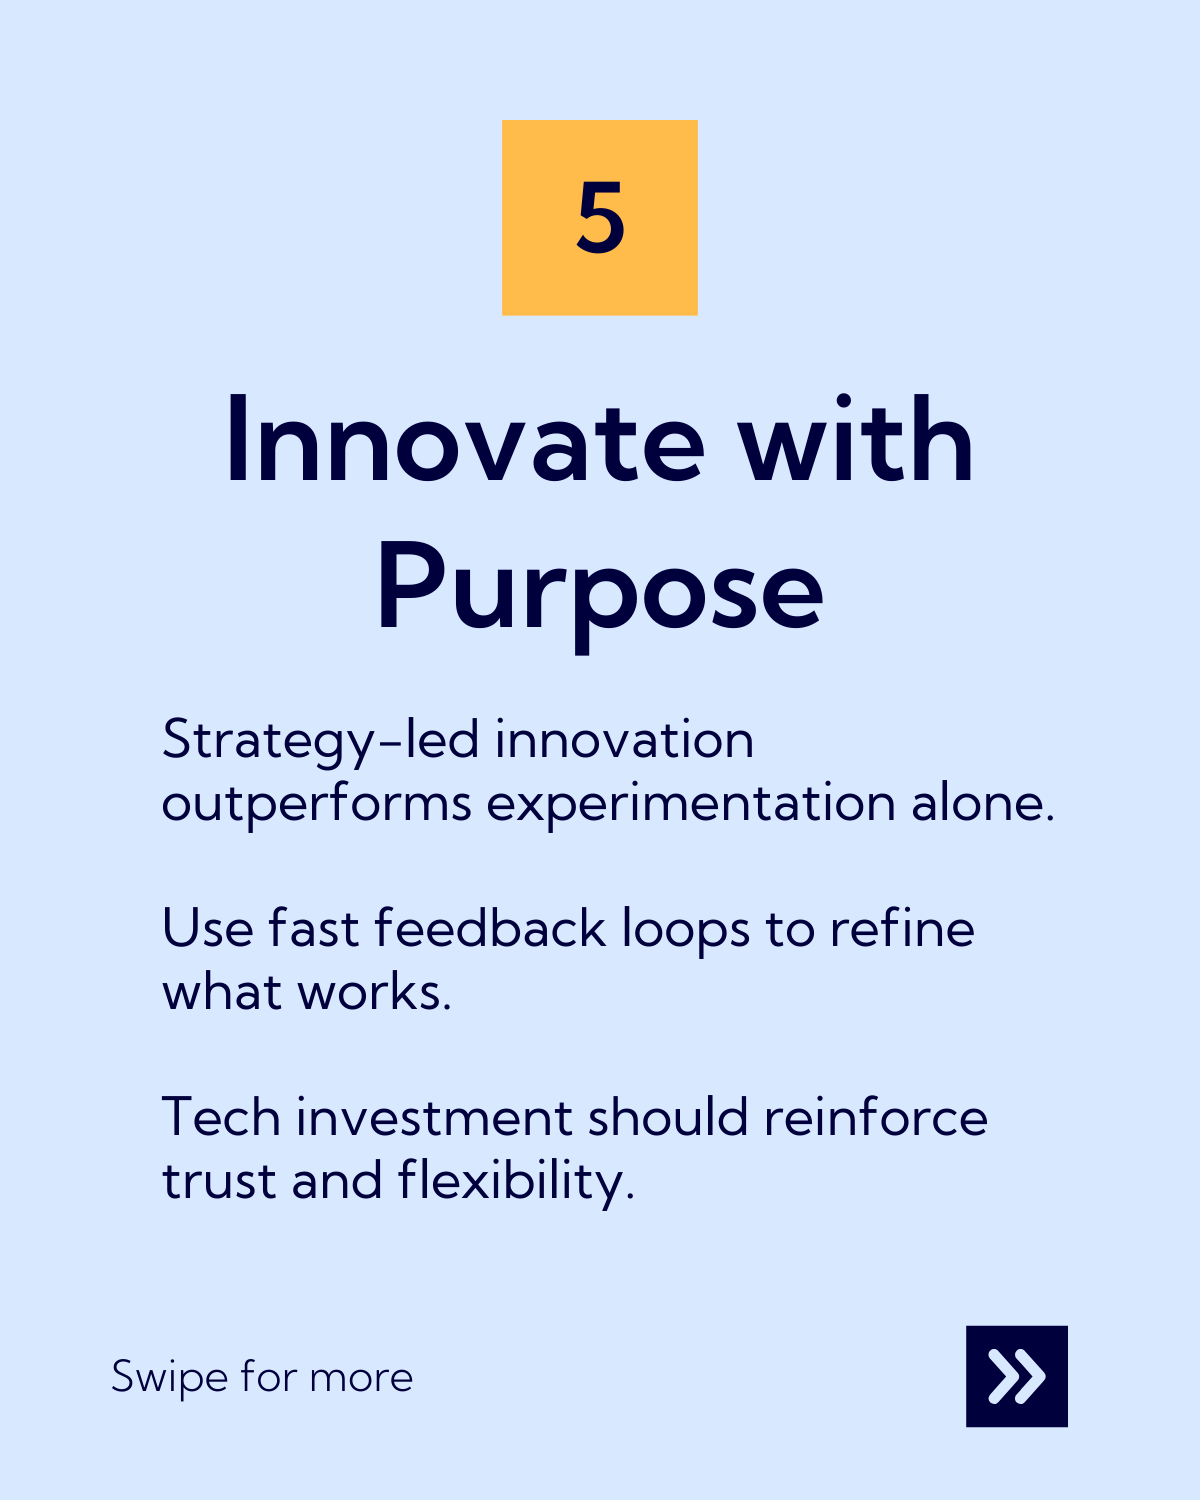 5
Innovate with
Purpose
Strategy-led innovation
outperforms experimentation alone.
Use fast feedback loops to refine
what works.
Tech investment should reinforce
trust and flexibility.
Swipe for more